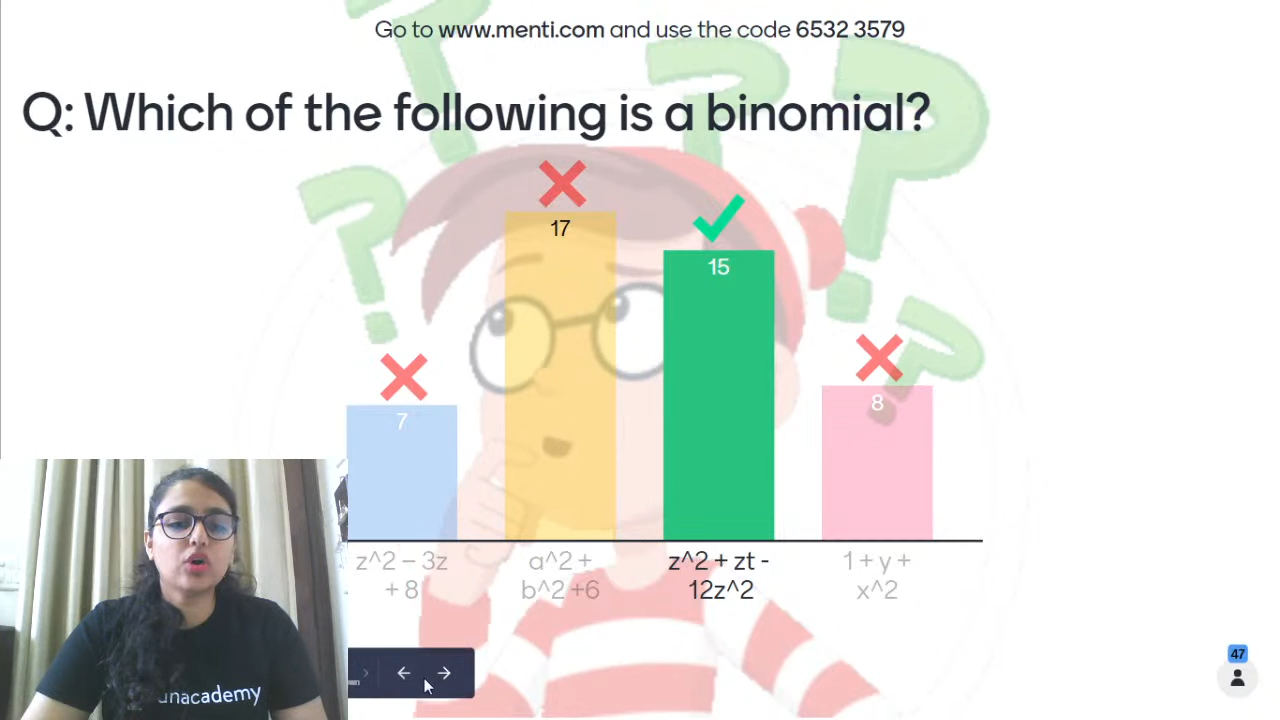 Go to www.menti.com and use the code 6532 3579
Q: Which of the following is a binomial?
17
15
7
8
z^2 – 3z
+ 8
a^2 +
b^2 +6
z^2 + zt -
12z^2
1 + y +
x^2
unacademy
47